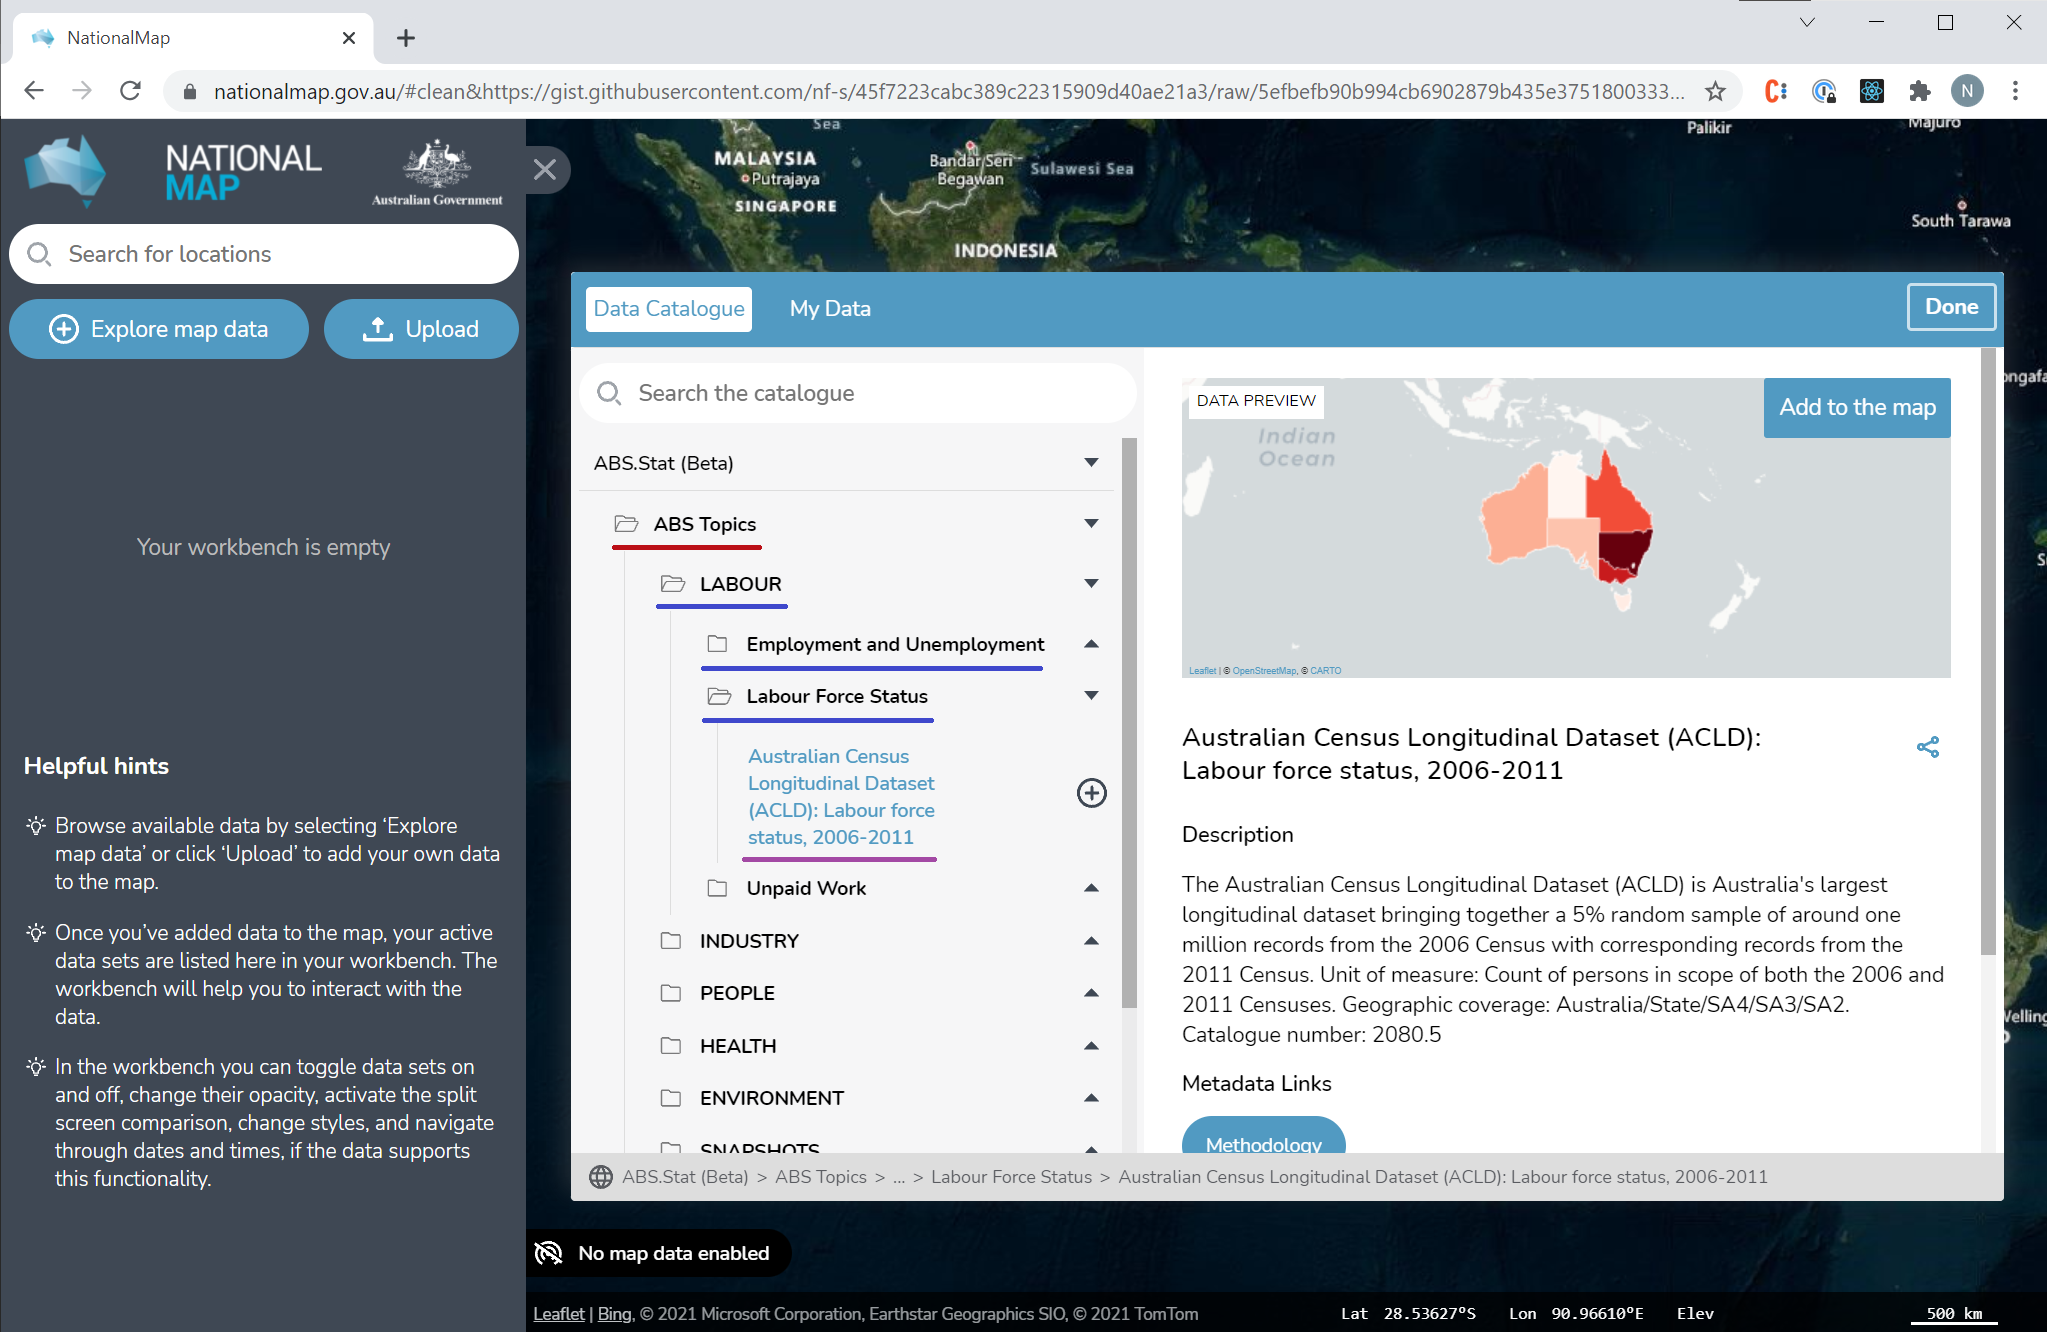 NationalMap
nationalmap.gov.au/#clean&https://gist.githubusercontent.com/nf-s/45f7223cabc389c22315909d40ae21a3/raw/5efbefb90b994cb6902879b435e3751800333...
N
NATIONAL
MAP
Australian Government
Search for locations
Explore map data
Upload
Your workbench is empty
Helpful hints
Browse available data by selecting ‘Explore
map data’ or click ‘Upload’ to add your own data
to the map.
Once you’ve added data to the map, your active
data sets are listed here in your workbench. The
workbench will help you to interact with the
data.
In the workbench you can toggle data sets on
and off, change their opacity, activate the split
screen comparison, change styles, and navigate
through dates and times, if the data supports
this functionality.
Sea
MALAYSIA
Putrajaya
SINGAPORE
Bandar Seri
Begawan
Sulawesi Sea
INDONESIA
Palikir
Majuro
South Tarawa
Data Catalogue
My Data
Done
Search the catalogue
ABS.Stat (Beta)
ABS Topics
LABOUR
Employment and Unemployment
Labour Force Status
Australian Census
Longitudinal Dataset
(ACLD): Labour force
status, 2006-2011
Unpaid Work
INDUSTRY
PEOPLE
HEALTH
ENVIRONMENT
SNAPSHOTS
DATA PREVIEW
Add to the map
Indian
Ocean
Leaflet | © OpenStreetMap, © CARTO
Australian Census Longitudinal Dataset (ACLD):
Labour force status, 2006-2011
Description
The Australian Census Longitudinal Dataset (ACLD) is Australia's largest
longitudinal dataset bringing together a 5% random sample of around one
million records from the 2006 Census with corresponding records from the
2011 Census. Unit of measure: Count of persons in scope of both the 2006 and
2011 Censuses. Geographic coverage: Australia/State/SA4/SA3/SA2.
Catalogue number: 2080.5
Metadata Links
Methodology
ABS.Stat (Beta) > ABS Topics > ... > Labour Force Status > Australian Census Longitudinal Dataset (ACLD): Labour force status, 2006-2011
No map data enabled
Leaflet | Bing, © 2021 Microsoft Corporation, Earthstar Geographics SIO, © 2021 TomTom
Lat 28.53627°S Lon 90.96610°E Elev
500 km